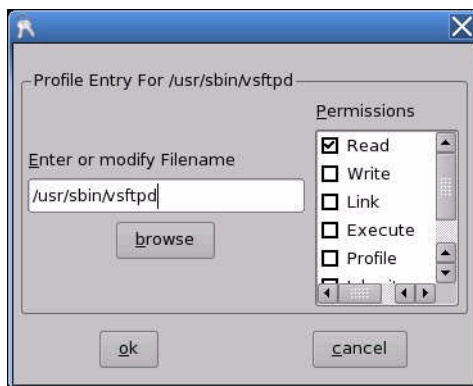 Profile Entry For /usr/sbin/vsftpd
Permissions
Enter or modify Filename
/usr/sbin/vsftpd
browse
Read
Write
Link
Execute
Profile
ok
cancel